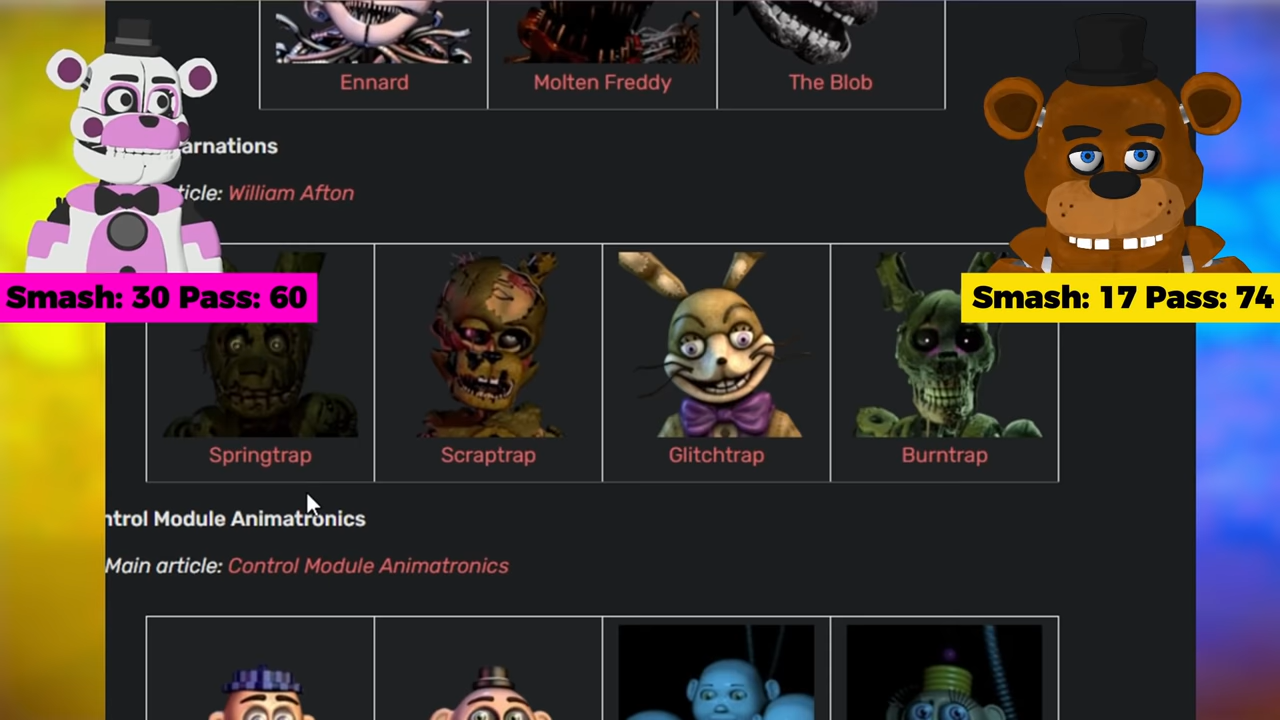 Ennard
Molten Freddy
The Blob
arnations
ticle: William Afton
Smash: 30 Pass: 60
Smash: 17 Pass: 74
Springtrap
Scraptrap
Glitchtrap
Burntrap
ntrol Module Animatronics
Main article: Control Module Animatronics